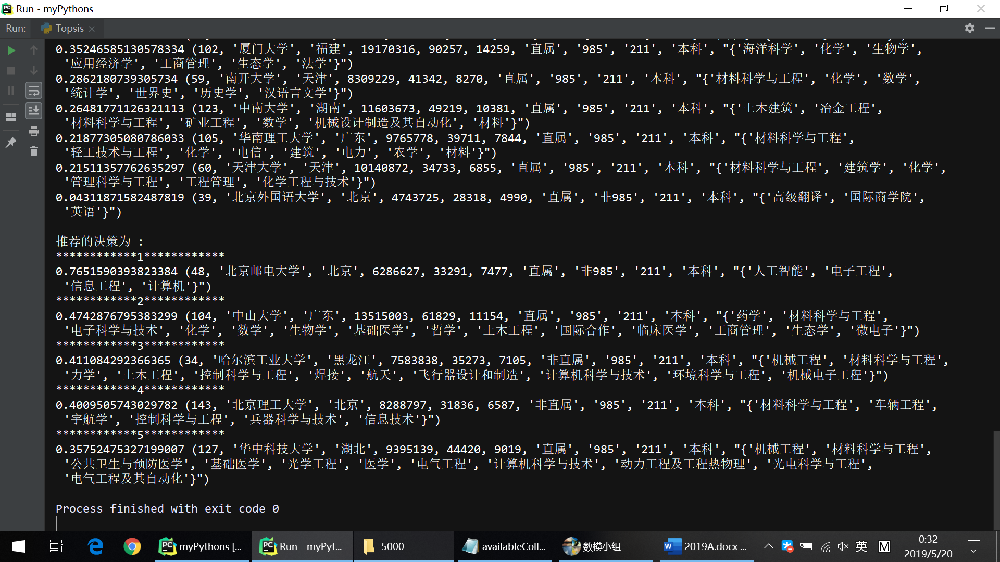 Run - myPythons
Run:
Topsis
0.35246585130578334 (102, '厦门大学', '福建', 19170316, 90257, 14259, '直属', '985', '211', '本科', "{'海洋科学', '化学', '生物学',
'应用经济学', '工商管理', '生态学', '法学'}")
0.2862180739305734 (59, '南开大学', '天津', 8309229, 41342, 8270, '直属', '985', '211', '本科', "{'材料科学与工程', '化学', '数学',
'统计学', '世界史', '历史学', '汉语言文学'}")
0.26481771126321113 (123, '中南大学', '湖南', 11603673, 49219, 10381, '直属', '985', '211', '本科', "{'土木建筑', '冶金工程',
'材料科学与工程', '矿业工程', '数学', '机械设计制造及其自动化', '材料'}")
0.21877305080786033 (105, '华南理工大学', '广东', 9765778, 39711, 7844, '直属', '985', '211', '本科', "{'材料科学与工程',
'轻工技术与工程', '化学', '电信', '建筑', '电力', '农学', '材料'}")
0.21511357762635297 (60, '天津大学', '天津', 10140872, 34733, 6855, '直属', '985', '211', '本科', "{'材料科学与工程', '建筑学', '化学',
'管理科学与工程', '工程管理', '化学工程与技术'}")
0.04311871582487819 (39, '北京外国语大学', '北京', 4743725, 28318, 4990, '直属', '非985', '211', '本科', "{'高级翻译', '国际商学院',
'英语'}")
推荐的决策为 :
************1************
0.7651590393823384 (48, '北京邮电大学', '北京', 6286627, 33291, 7477, '直属', '非985', '211', '本科', "{'人工智能', '电子工程',
'信息工程', '计算机'}")
************2************
0.4742876795383299 (104, '中山大学', '广东', 13515003, 61829, 11154, '直属', '985', '211', '本科', "{'药学', '材料科学与工程',
'电子科学与技术', '化学', '数学', '生物学', '基础医学', '哲学', '土木工程', '国际合作', '临床医学', '工商管理', '生态学', '微电子'}")
************3************
0.411084292366365 (34, '哈尔滨工业大学', '黑龙江', 7583838, 35273, 7105, '非直属', '985', '211', '本科', "{'机械工程', '材料科学与工程',
'力学', '土木工程', '控制科学与工程', '焊接', '航天', '飞行器设计和制造', '计算机科学与技术', '环境科学与工程', '机械电子工程'}")
************4************
0.4009505743029782 (143, '北京理工大学', '北京', 8288797, 31836, 6587, '非直属', '985', '211', '本科', "{'材料科学与工程', '车辆工程',
'宇航学', '控制科学与工程', '兵器科学与技术', '信息技术'}")
************5************
0.35752475327199007 (127, '华中科技大学', '湖北', 9395139, 44420, 9019, '直属', '985', '211', '本科', "{'机械工程', '材料科学与工程',
'公共卫生与预防医学', '基础医学', '光学工程', '医学', '电气工程', '计算机科学与技术', '动力工程及工程热物理', '光电科学与工程',
'电气工程及其自动化'}")
Process finished with exit code 0
myPythons [...
Run - myPyt...
5000
availableColl...
数模小组
2019A.docx ...
英
M
0:32
2019/5/20